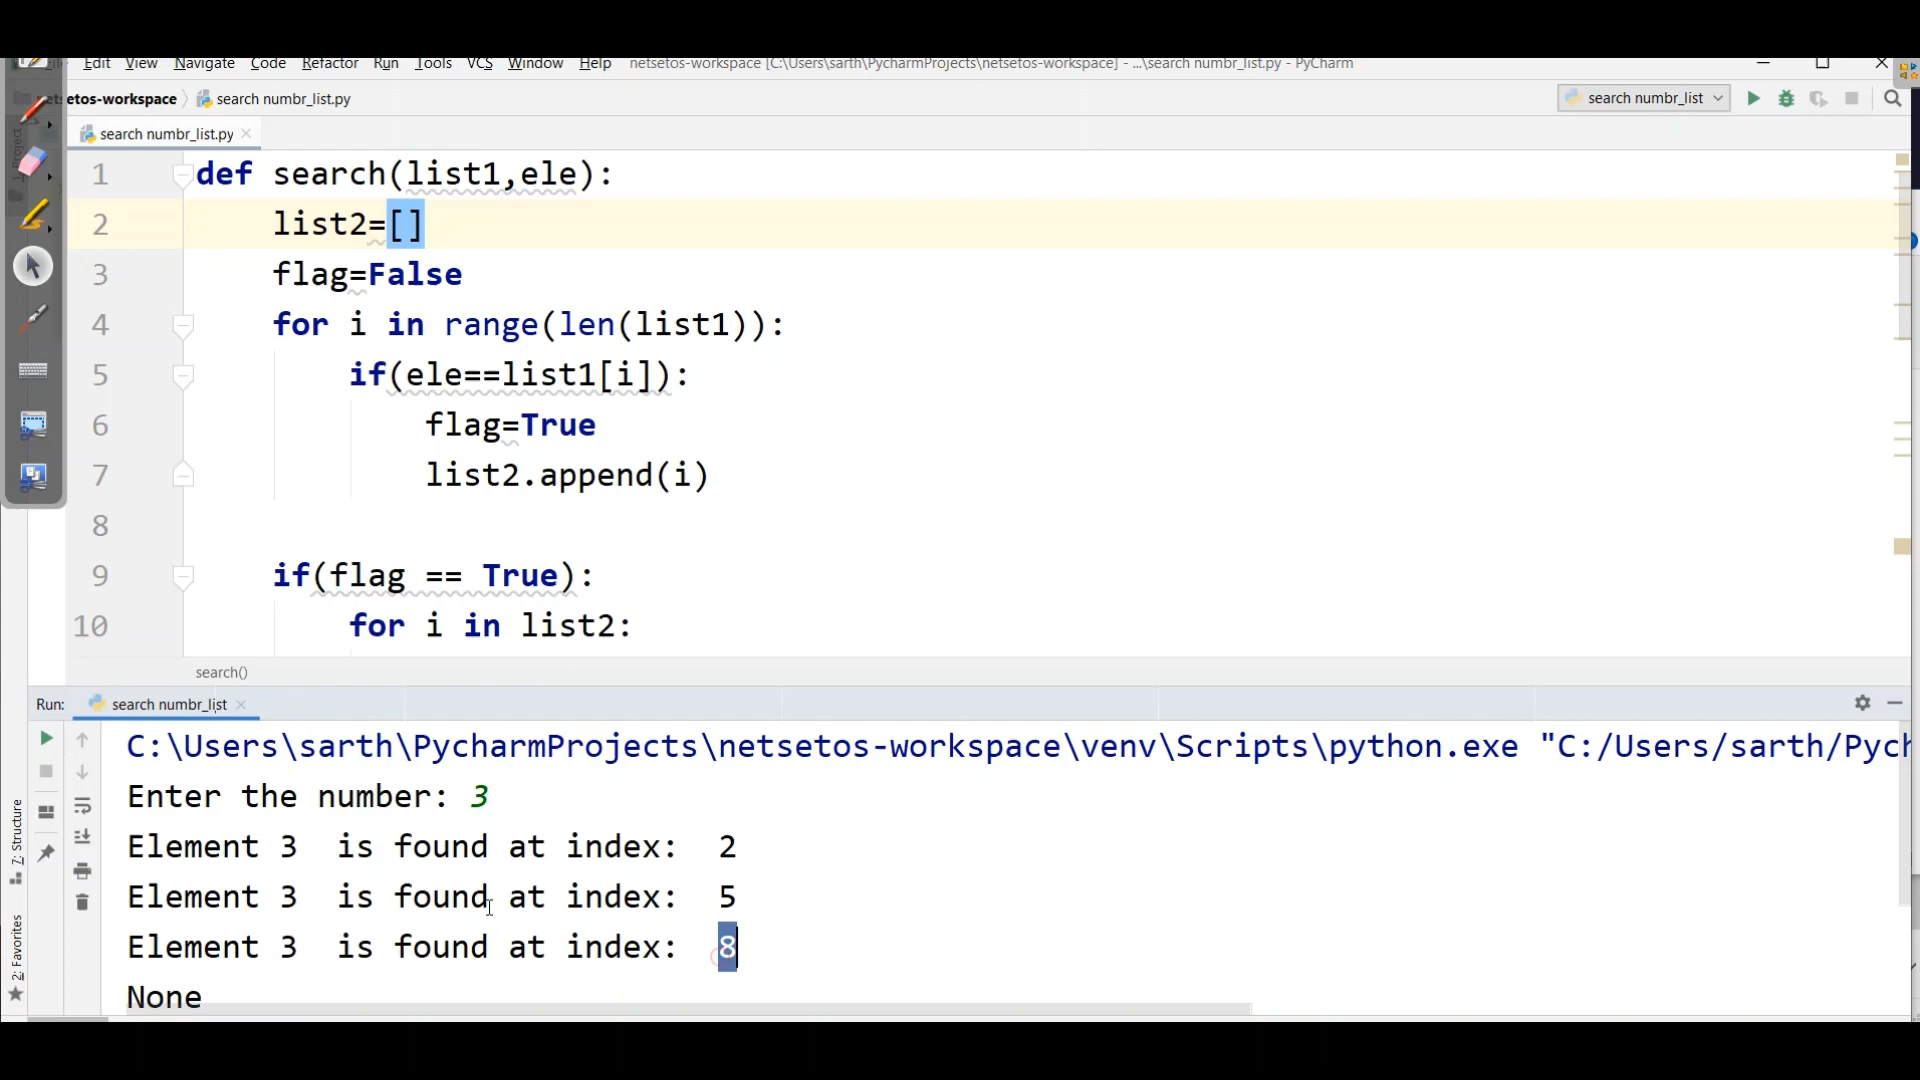 Edit View Navigate Code Refactor Run Tools VCS Window Help netsetos-workspace [C:\Users\sarth\PycharmProjects\netsetos-workspace] - ...\search numbr_list.py - PyCharm
etos-workspace search numbr_list.py search numbr_list
search numbr_list.py
1 def search(list1,ele):
2 list2=[]
3 flag=False
4 for i in range(len(list1)):
5 if(ele==list1[i]):
6 flag=True
7 list2.append(i)
8
9 if(flag == True):
10 for i in list2:
search()
Run: search numbr_list
C:\Users\sarth\PycharmProjects\netsetos-workspace\venv\Scripts\python.exe "C:/Users/sarth/Pych
Enter the number: 3
Element 3 is found at index: 2
Element 3 is found at index: 5
Element 3 is found at index: 8
None
7: Structure
2: Favorites